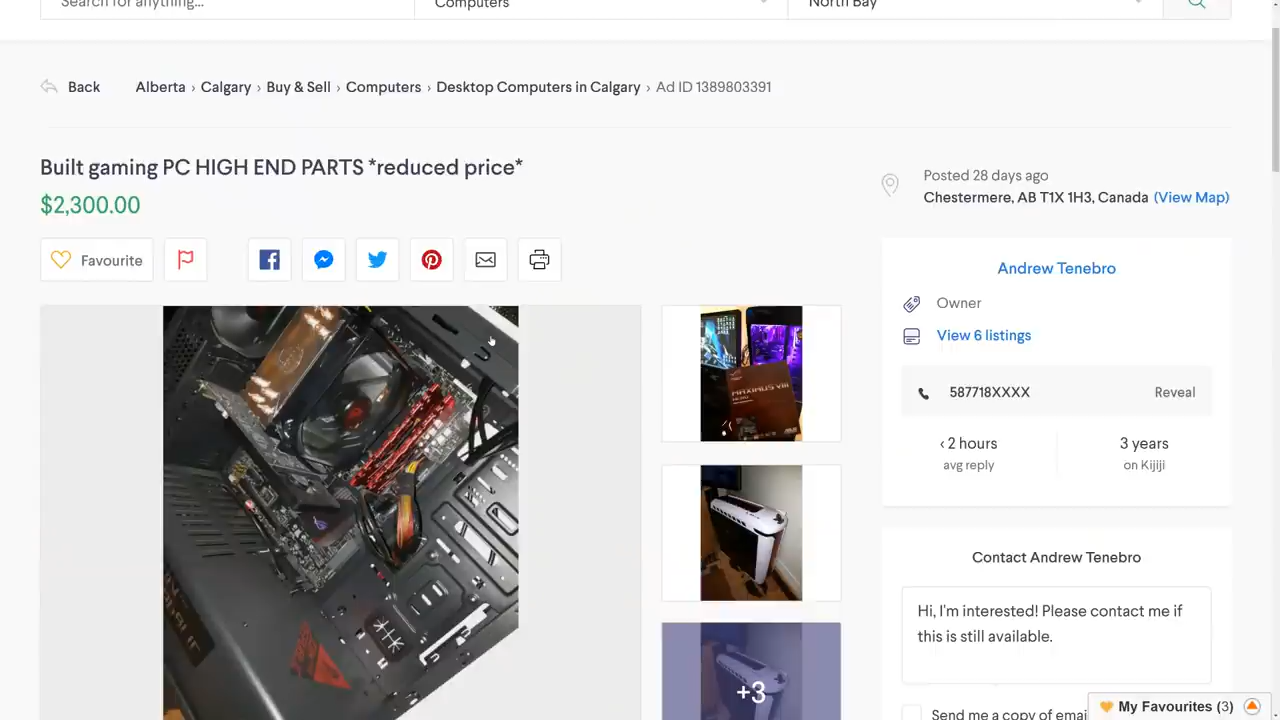 Search for anything...
Computers
North Bay
Back
Alberta › Calgary › Buy & Sell › Computers › Desktop Computers in Calgary › Ad ID 1389803391
Built gaming PC HIGH END PARTS *reduced price*
$2,300.00
Favourite
Posted 28 days ago
Chestermere, AB T1X 1H3, Canada (View Map)
Andrew Tenebro
Owner
View 6 listings
587718XXXX
Reveal
< 2 hours
avg reply
3 years
on Kijiji
MAXIMUS VIII
+3
Contact Andrew Tenebro
Hi, I'm interested! Please contact me if
this is still available.
Send me a copy of emai
My Favourites (3)